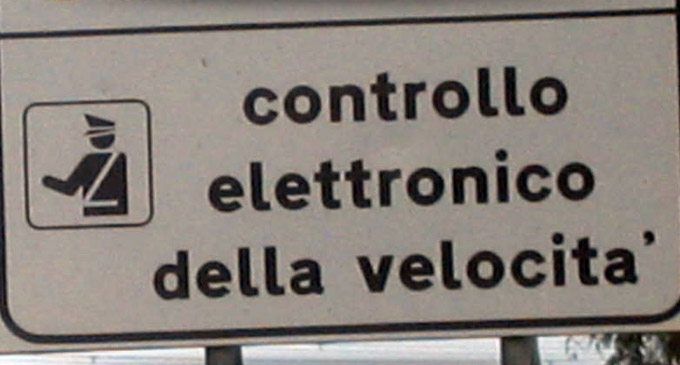 controllo
elettronico
della velocita'